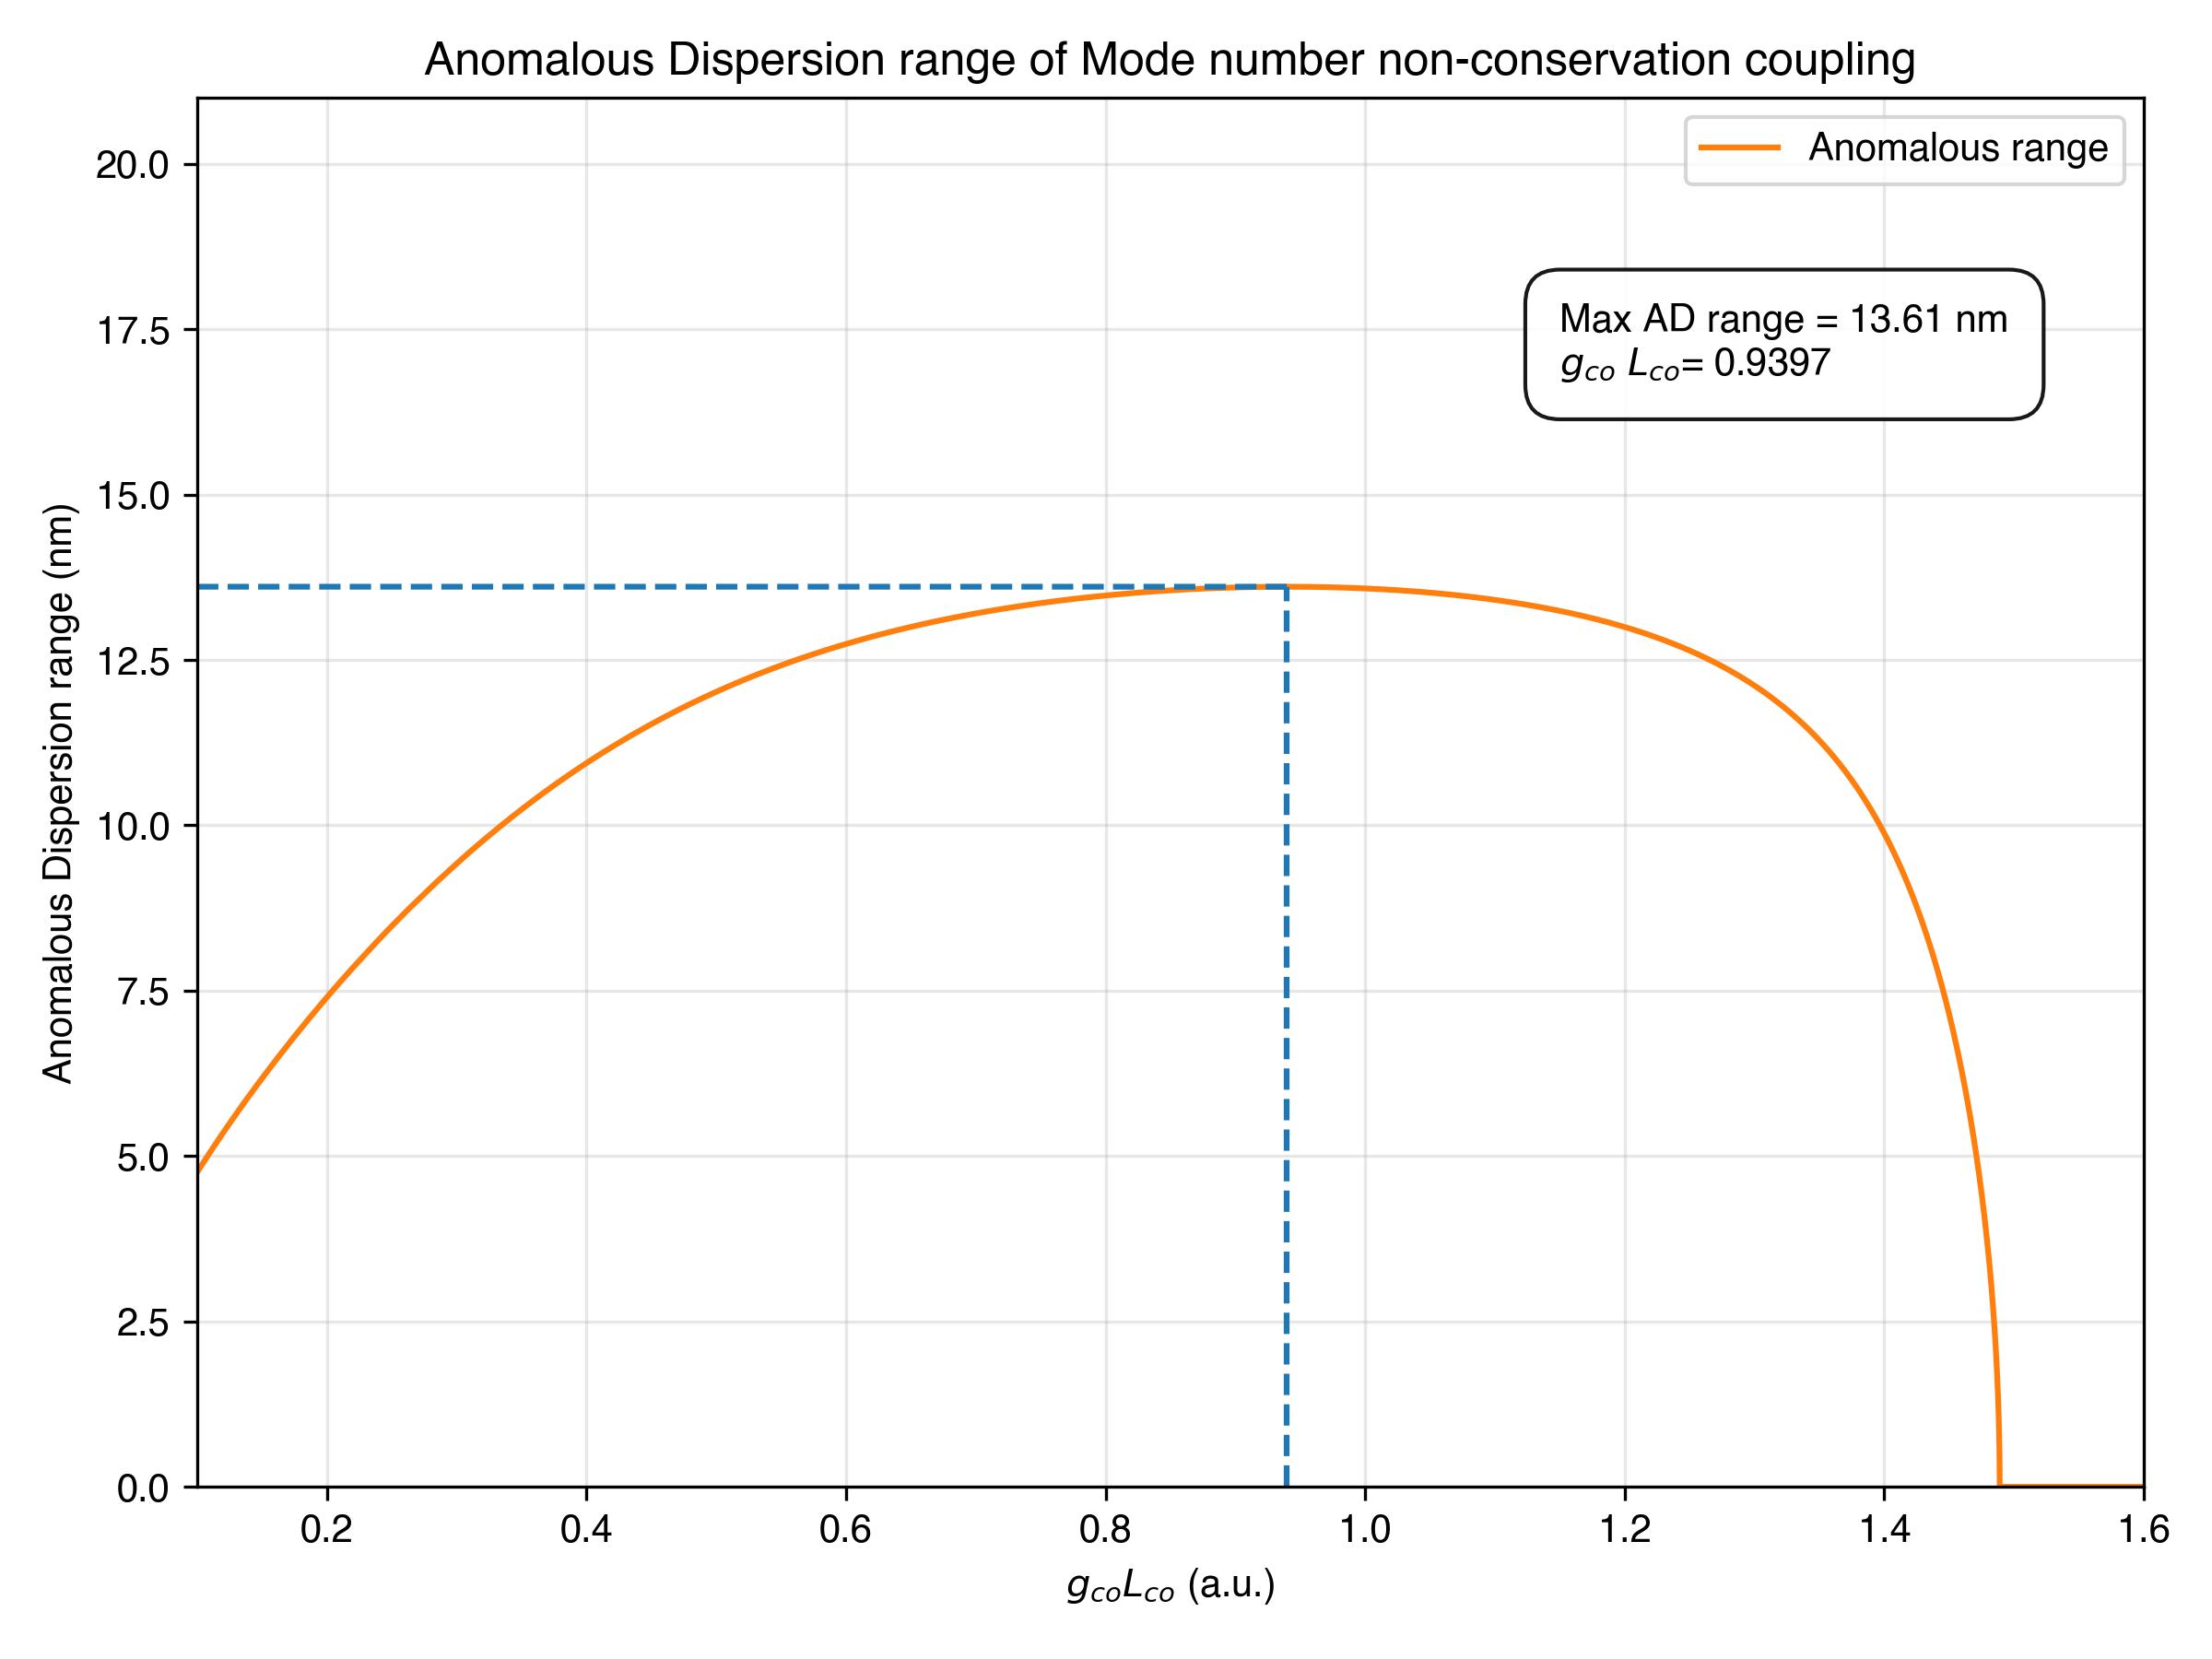 Anomalous Dispersion range of Mode number non-conservation coupling
Anomalous range
Max AD range = 13.61 nm
g_co L_co= 0.9397
Anomalous Dispersion range (nm)
20.0
17.5
15.0
12.5
10.0
7.5
5.0
2.5
0.0
0.2 0.4 0.6 0.8 1.0 1.2 1.4 1.6
g_coL_co (a.u.)